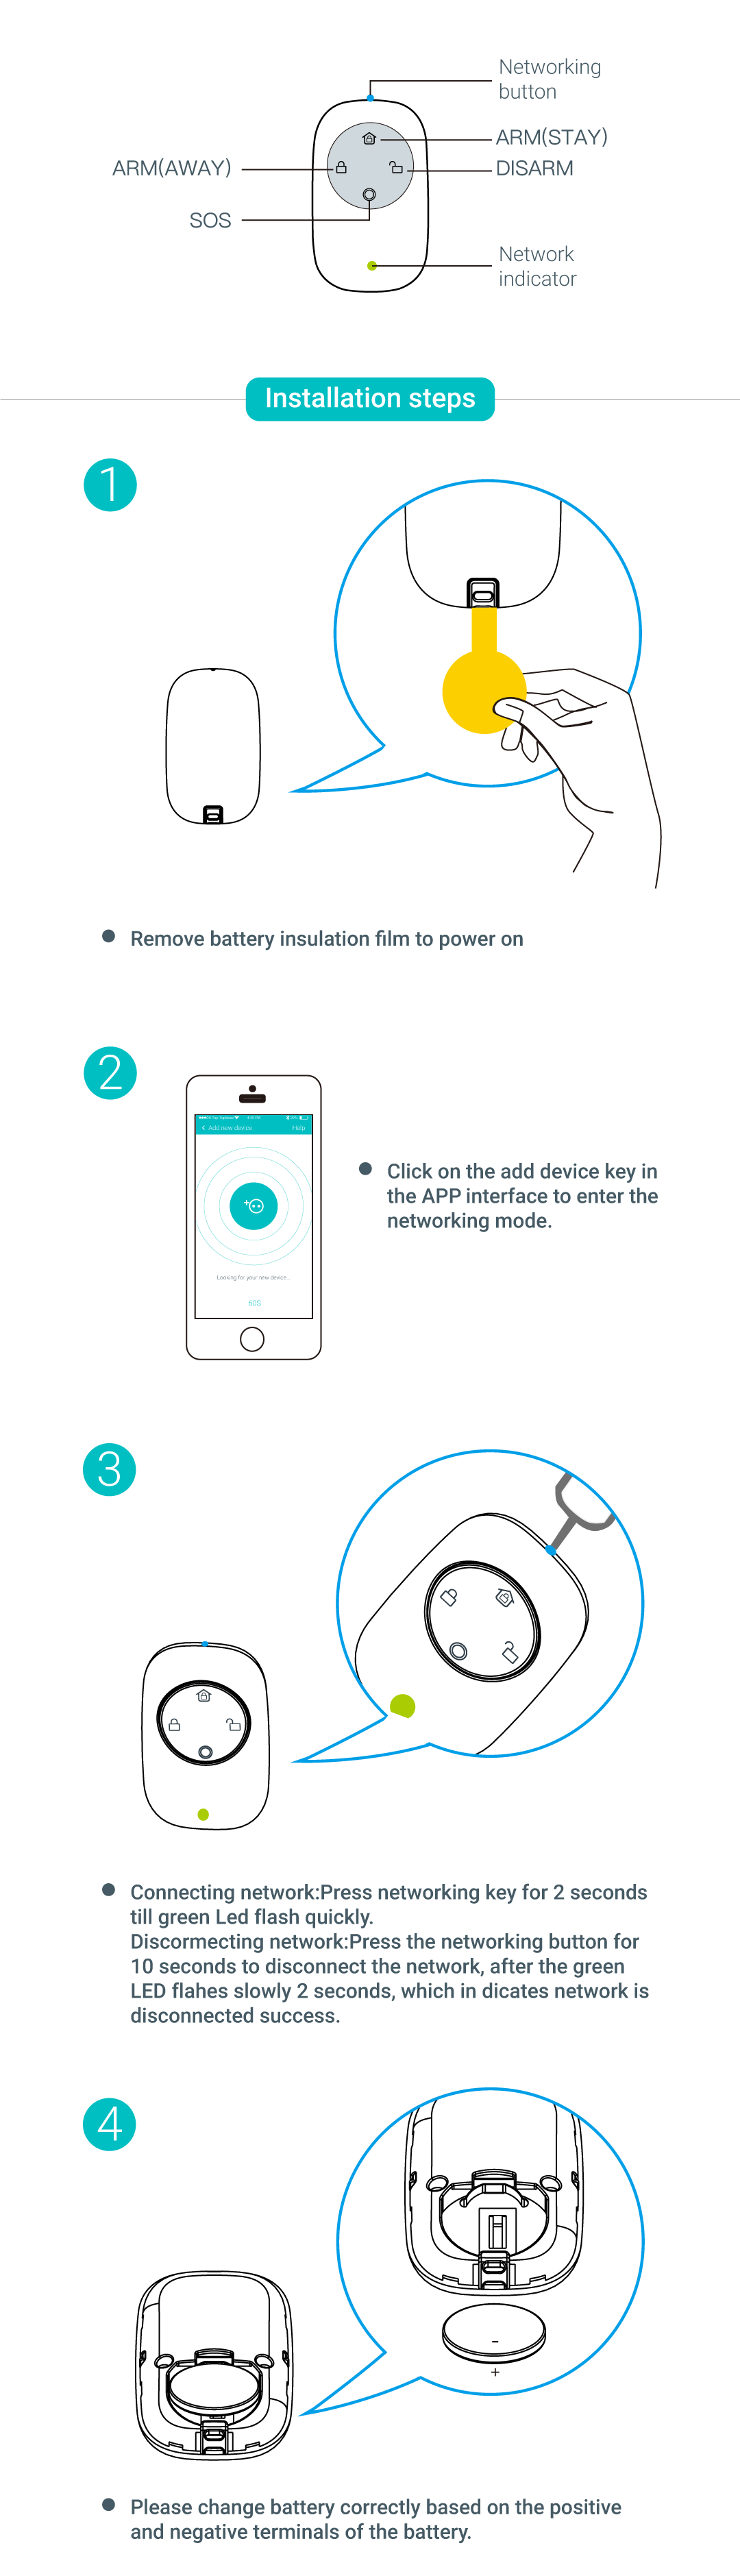 Networking
button
ARM(STAY)
ARM(AWAY)
DISARM
SOS
Network
indicator
Installation steps
1
Remove battery insulation film to power on
2
Add new device
Help
Looking for your new device...
60S
Click on the add device key in
the APP interface to enter the
networking mode.
3
Connecting network:Press networking key for 2 seconds
till green Led flash quickly.
Discormecting network:Press the networking button for
10 seconds to disconnect the network, after the green
LED flahes slowly 2 seconds, which in dicates network is
disconnected success.
4
-
+
Please change battery correctly based on the positive
and negative terminals of the battery.